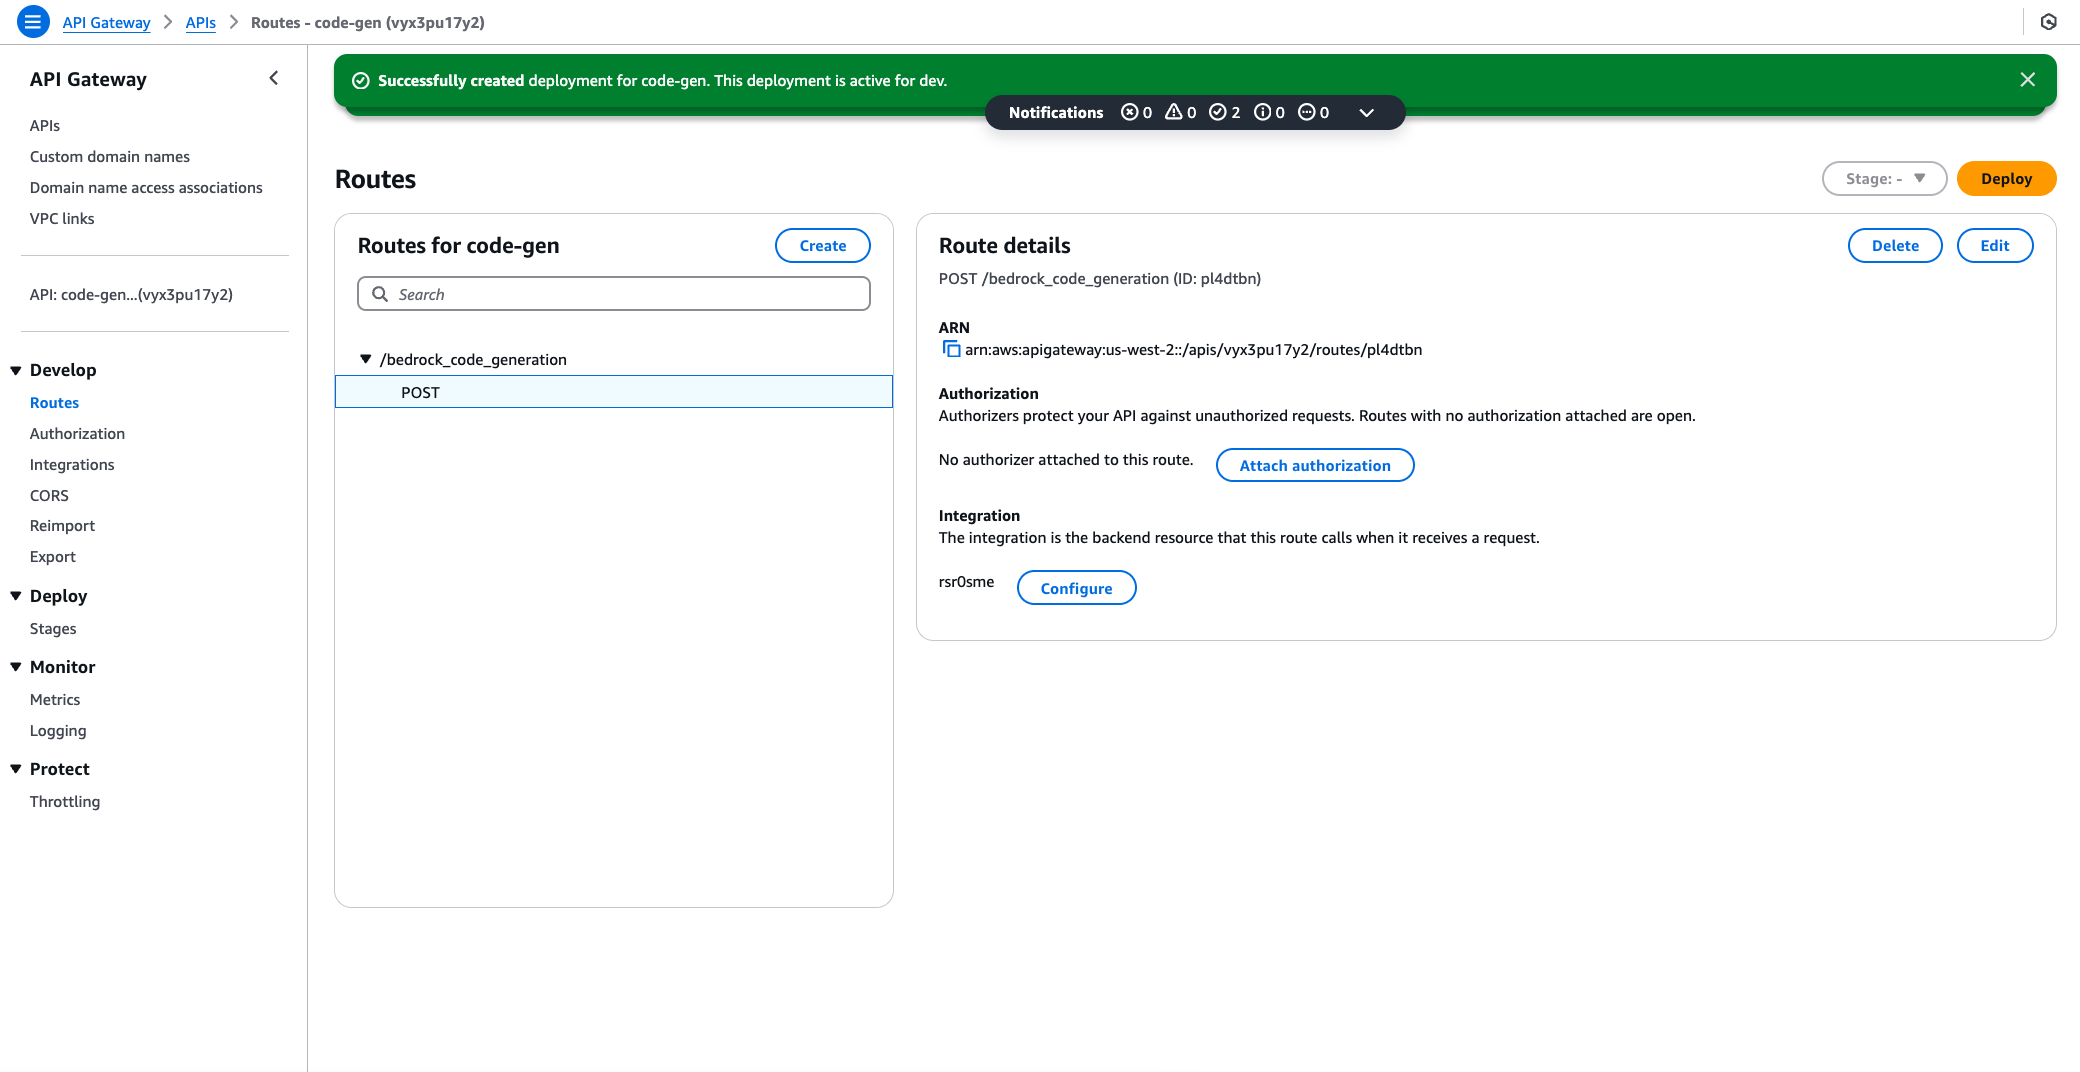 API Gateway > APIs > Routes - code-gen (vyx3pu17y2)
API Gateway
APIs
Custom domain names
Domain name access associations
VPC links
API: code-gen...(vyx3pu17y2)
Develop
Routes
Authorization
Integrations
CORS
Reimport
Export
Deploy
Stages
Monitor
Metrics
Logging
Protect
Throttling
Successfully created deployment for code-gen. This deployment is active for dev.
Notifications 0 0 2 0 0
Routes
Stage: -
Deploy
Routes for code-gen
Create
Search
/bedrock_code_generation
POST
Route details
Delete
Edit
POST /bedrock_code_generation (ID: pl4dtbn)
ARN
arn:aws:apigateway:us-west-2::/apis/vyx3pu17y2/routes/pl4dtbn
Authorization
Authorizers protect your API against unauthorized requests. Routes with no authorization attached are open.
No authorizer attached to this route.
Attach authorization
Integration
The integration is the backend resource that this route calls when it receives a request.
rsr0sme
Configure